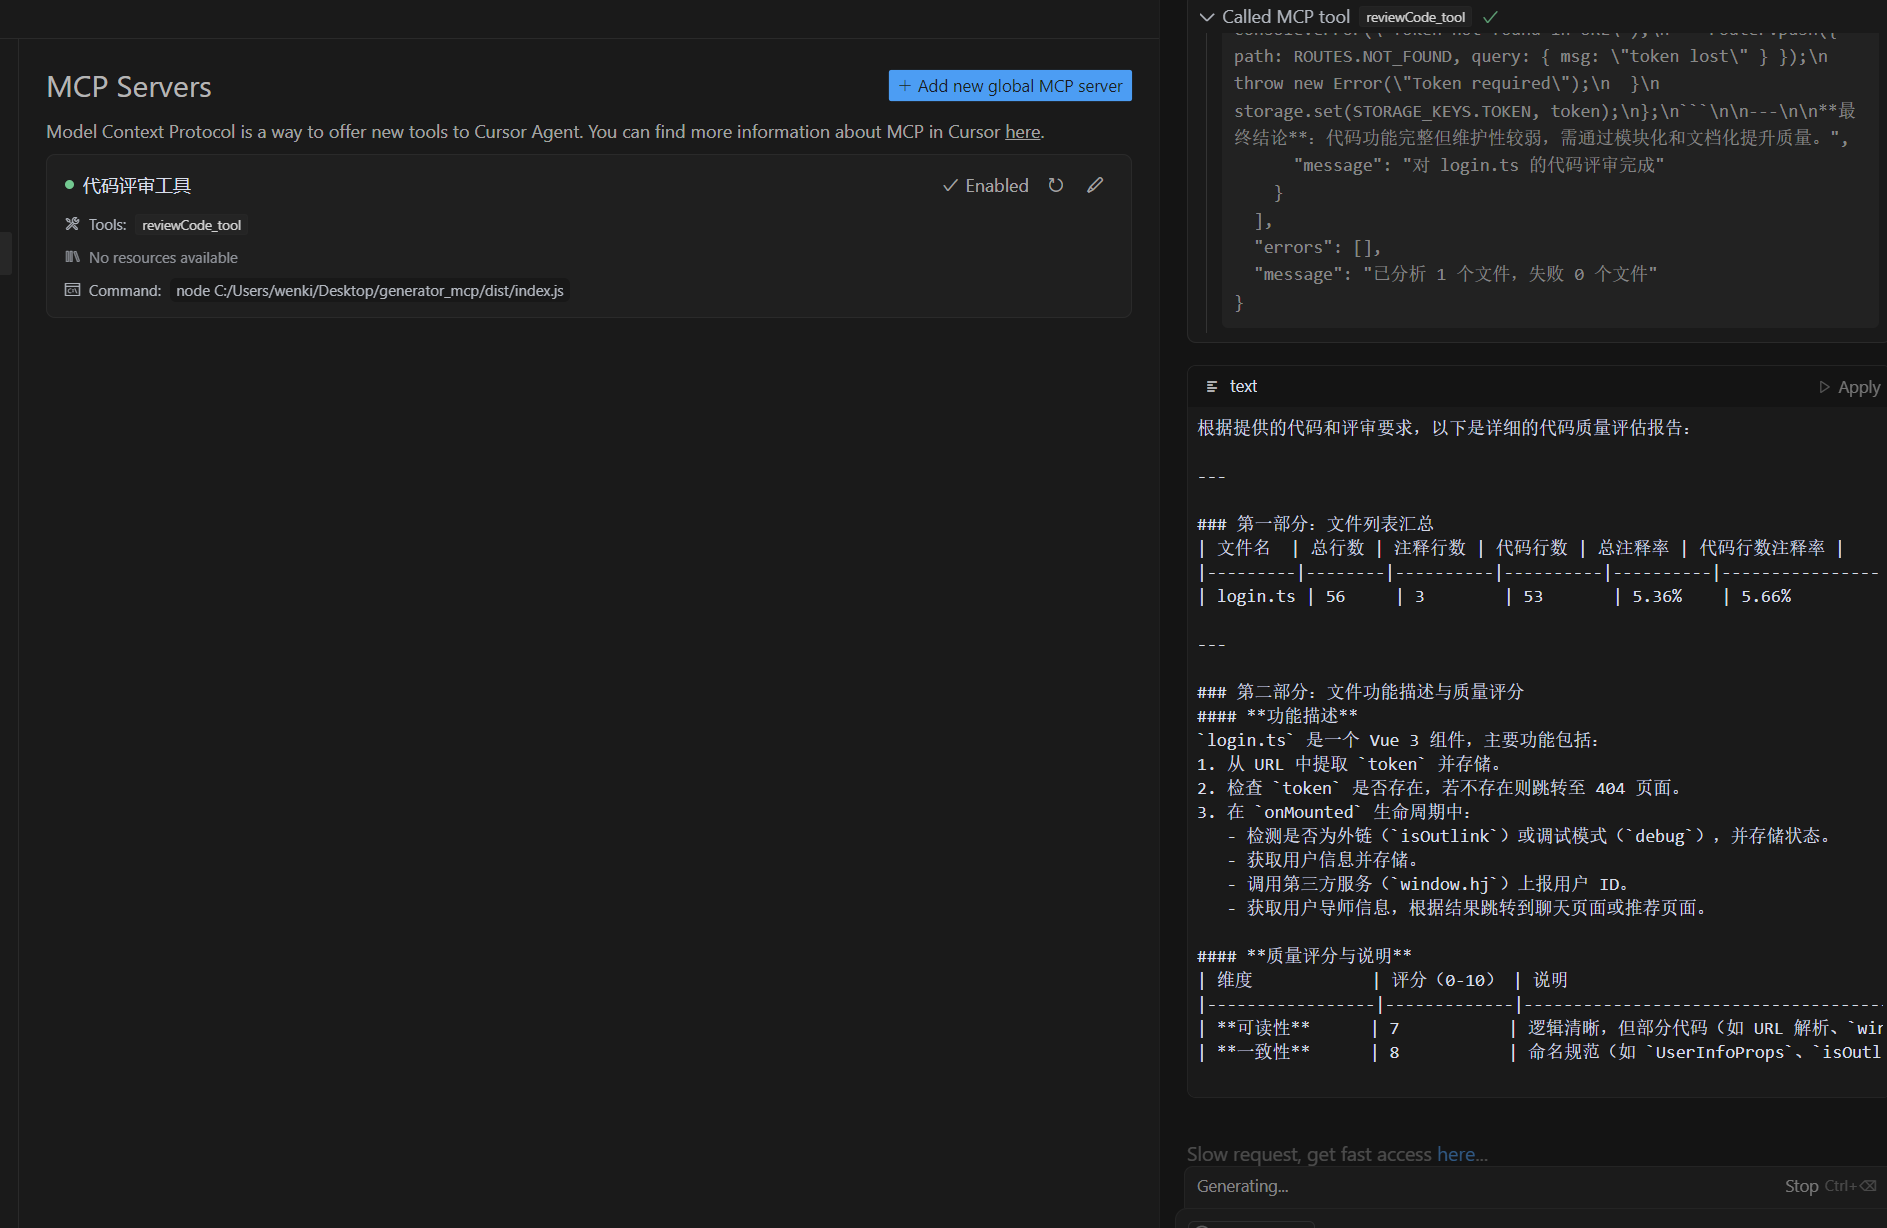 MCP Servers
+ Add new global MCP server
Model Context Protocol is a way to offer new tools to Cursor Agent. You can find more information about MCP in Cursor here.
代码评审工具
Enabled
Tools: reviewCode_tool
No resources available
Command: node C:/Users/wenki/Desktop/generator_mcp/dist/index.js
Called MCP tool reviewCode_tool
path: ROUTES.NOT_FOUND, query: { msg: \"token lost\" } });\n
throw new Error(\"Token required\");\n  }\n
storage.set(STORAGE_KEYS.TOKEN, token);\n};\n```\n\n---\n\n**最
终结论**：代码功能完整但维护性较弱，需通过模块化和文档化提升质量。",
"message": "对 login.ts 的代码评审完成"
}
],
"errors": [],
"message": "已分析 1 个文件，失败 0 个文件"
}
text
Apply
根据提供的代码和评审要求，以下是详细的代码质量评估报告：
---
### 第一部分：文件列表汇总
| 文件名  | 总行数 | 注释行数 | 代码行数 | 总注释率 | 代码行数注释率 |
|---------|--------|----------|----------|----------|----------------
| login.ts | 56     | 3        | 53       | 5.36%    | 5.66%
---
### 第二部分：文件功能描述与质量评分
#### **功能描述**
`login.ts` 是一个 Vue 3 组件，主要功能包括：
1. 从 URL 中提取 `token` 并存储。
2. 检查 `token` 是否存在，若不存在则跳转至 404 页面。
3. 在 `onMounted` 生命周期中：
- 检测是否为外链（`isOutlink`）或调试模式（`debug`），并存储状态。
- 获取用户信息并存储。
- 调用第三方服务（`window.hj`）上报用户 ID。
- 获取用户导师信息，根据结果跳转到聊天页面或推荐页面。
#### **质量评分与说明**
| 维度            | 评分（0-10） | 说明
|-----------------|-------------|-------------------------------------
| **可读性**      | 7           | 逻辑清晰，但部分代码（如 URL 解析、`win
| **一致性**      | 8           | 命名规范（如 `UserInfoProps`、`isOutl
Slow request, get fast access here...
Generating...
Stop Ctrl+⌫